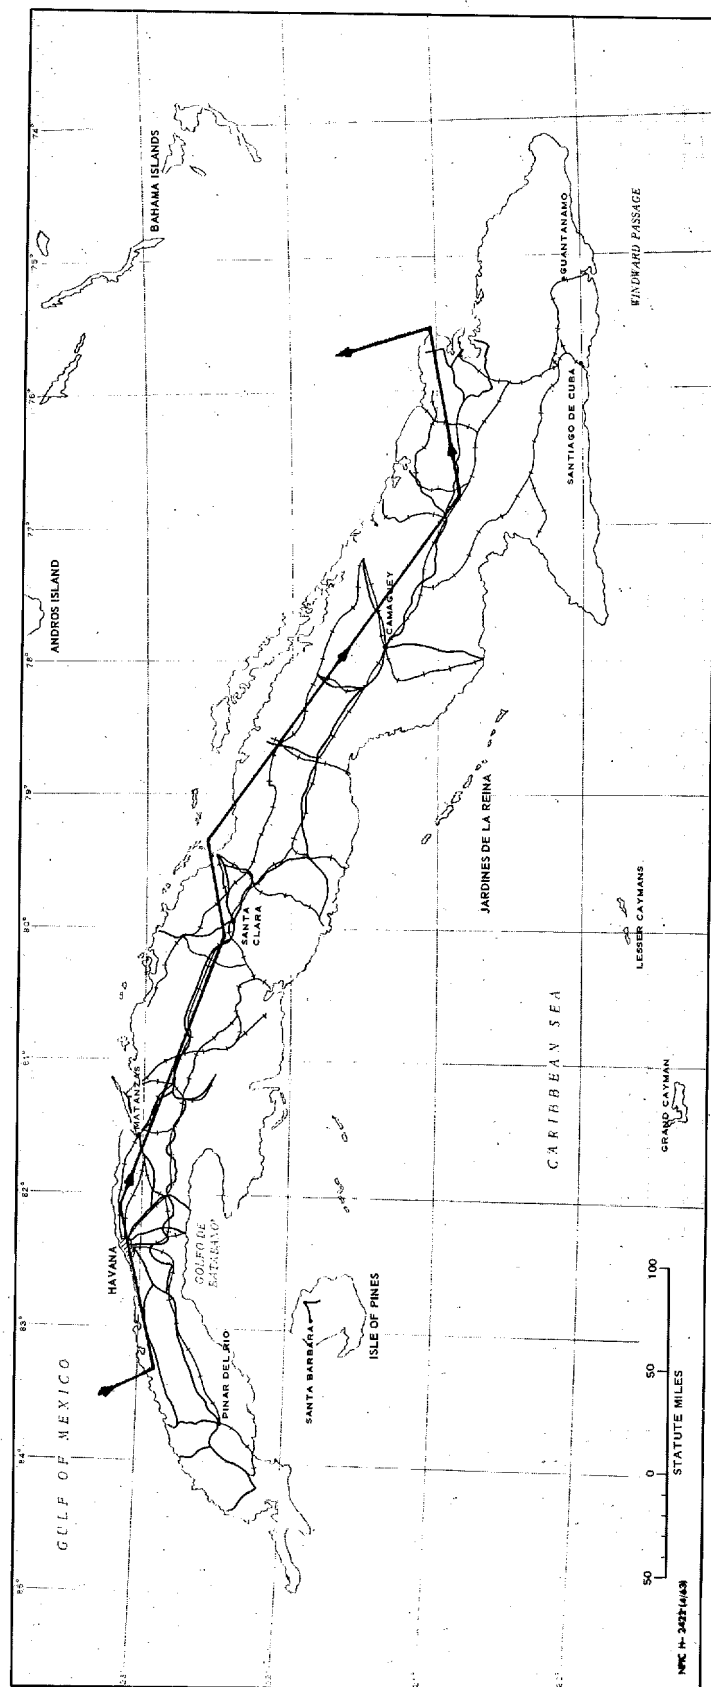 GULF OF MEXICO
85°
84°
83°
82°
81°
80°
79°
78°
77°
76°
75°
74°
HAVANA
MATANZAS
ANDROS ISLAND
BAHAMA ISLANDS
PINAR DEL RIO
GOLFO DE
BATABANO
SANTA
CLARA
CAMAGUEY
SANTA BARBARA
ISLE OF PINES
JARDINES DE LA REINA
SANTIAGO DE CUBA
GUANTANAMO
WINDWARD PASSAGE
CARIBBEAN SEA
LESSER CAYMANS
GRAND CAYMAN
50 0 50 100
STATUTE MILES